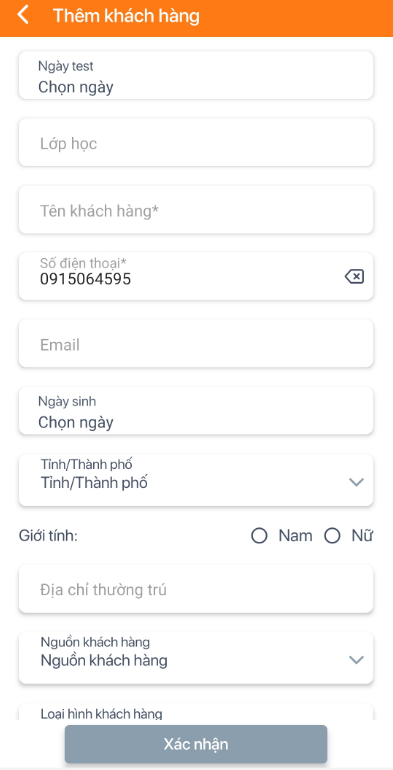 Thêm khách hàng
Ngày test
Chọn ngày
Lớp học
Tên khách hàng*
Số điện thoại*
0915064595
Email
Ngày sinh
Chọn ngày
Tỉnh/Thành phố
Tỉnh/Thành phố
Giới tính: Nam Nữ
Địa chỉ thường trú
Nguồn khách hàng
Nguồn khách hàng
Loại hình khách hàng
Xác nhận